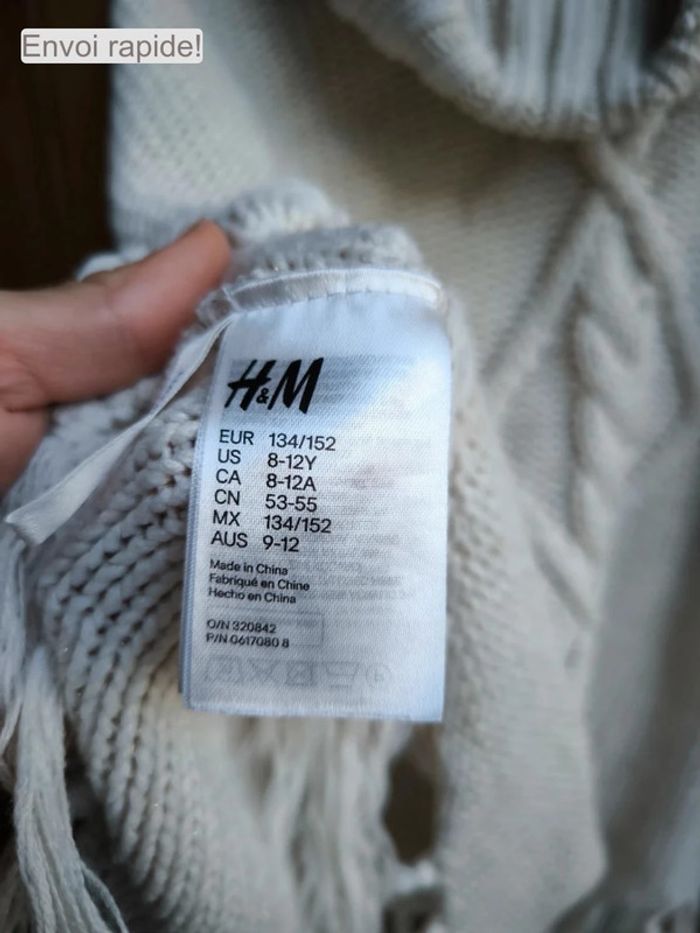 Envoi rapide!
H&M
EUR 134/152
US 8-12Y
CA 8-12A
CN 53-55
MX 134/152
AUS 9-12
Made in China
Fabriqué en Chine
Hecho en China
O/N 320842
P/N 0617080 8